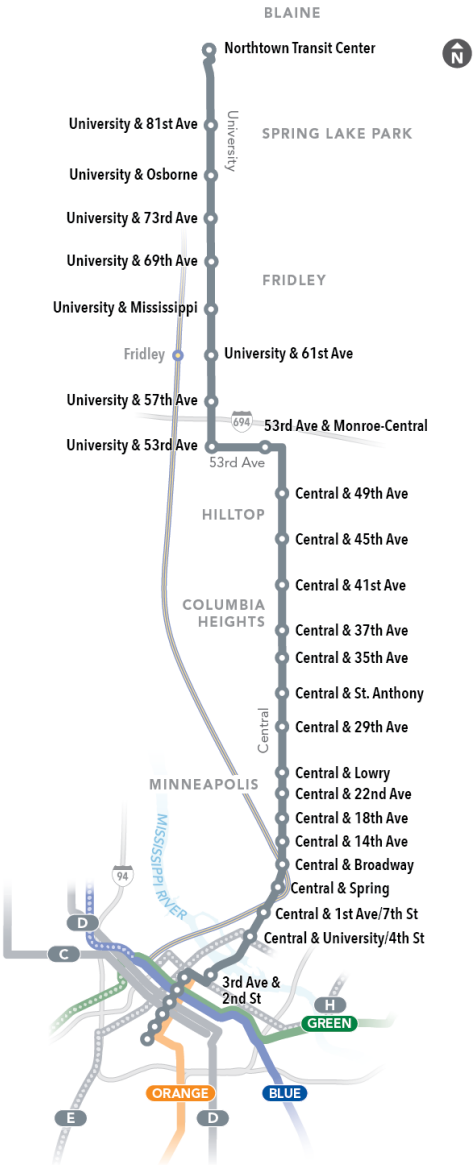 BLAINE
Northtown Transit Center
N
University & 81st Ave
University
SPRING LAKE PARK
University & Osborne
University & 73rd Ave
University & 69th Ave
FRIDLEY
University & Mississippi
Fridley
University & 61st Ave
University & 57th Ave
694
53rd Ave & Monroe-Central
University & 53rd Ave
53rd Ave
Central & 49th Ave
HILLTOP
Central & 45th Ave
Central & 41st Ave
COLUMBIA
HEIGHTS
Central & 37th Ave
Central & 35th Ave
Central & St. Anthony
Central
Central & 29th Ave
Central & Lowry
MINNEAPOLIS
Central & 22nd Ave
Central & 18th Ave
Central & 14th Ave
MISSISSIPPI RIVER
Central & Broadway
94
Central & Spring
Central & 1st Ave/7th St
D
Central & University/4th St
C
3rd Ave &
2nd St
H
GREEN
ORANGE
BLUE
E
D